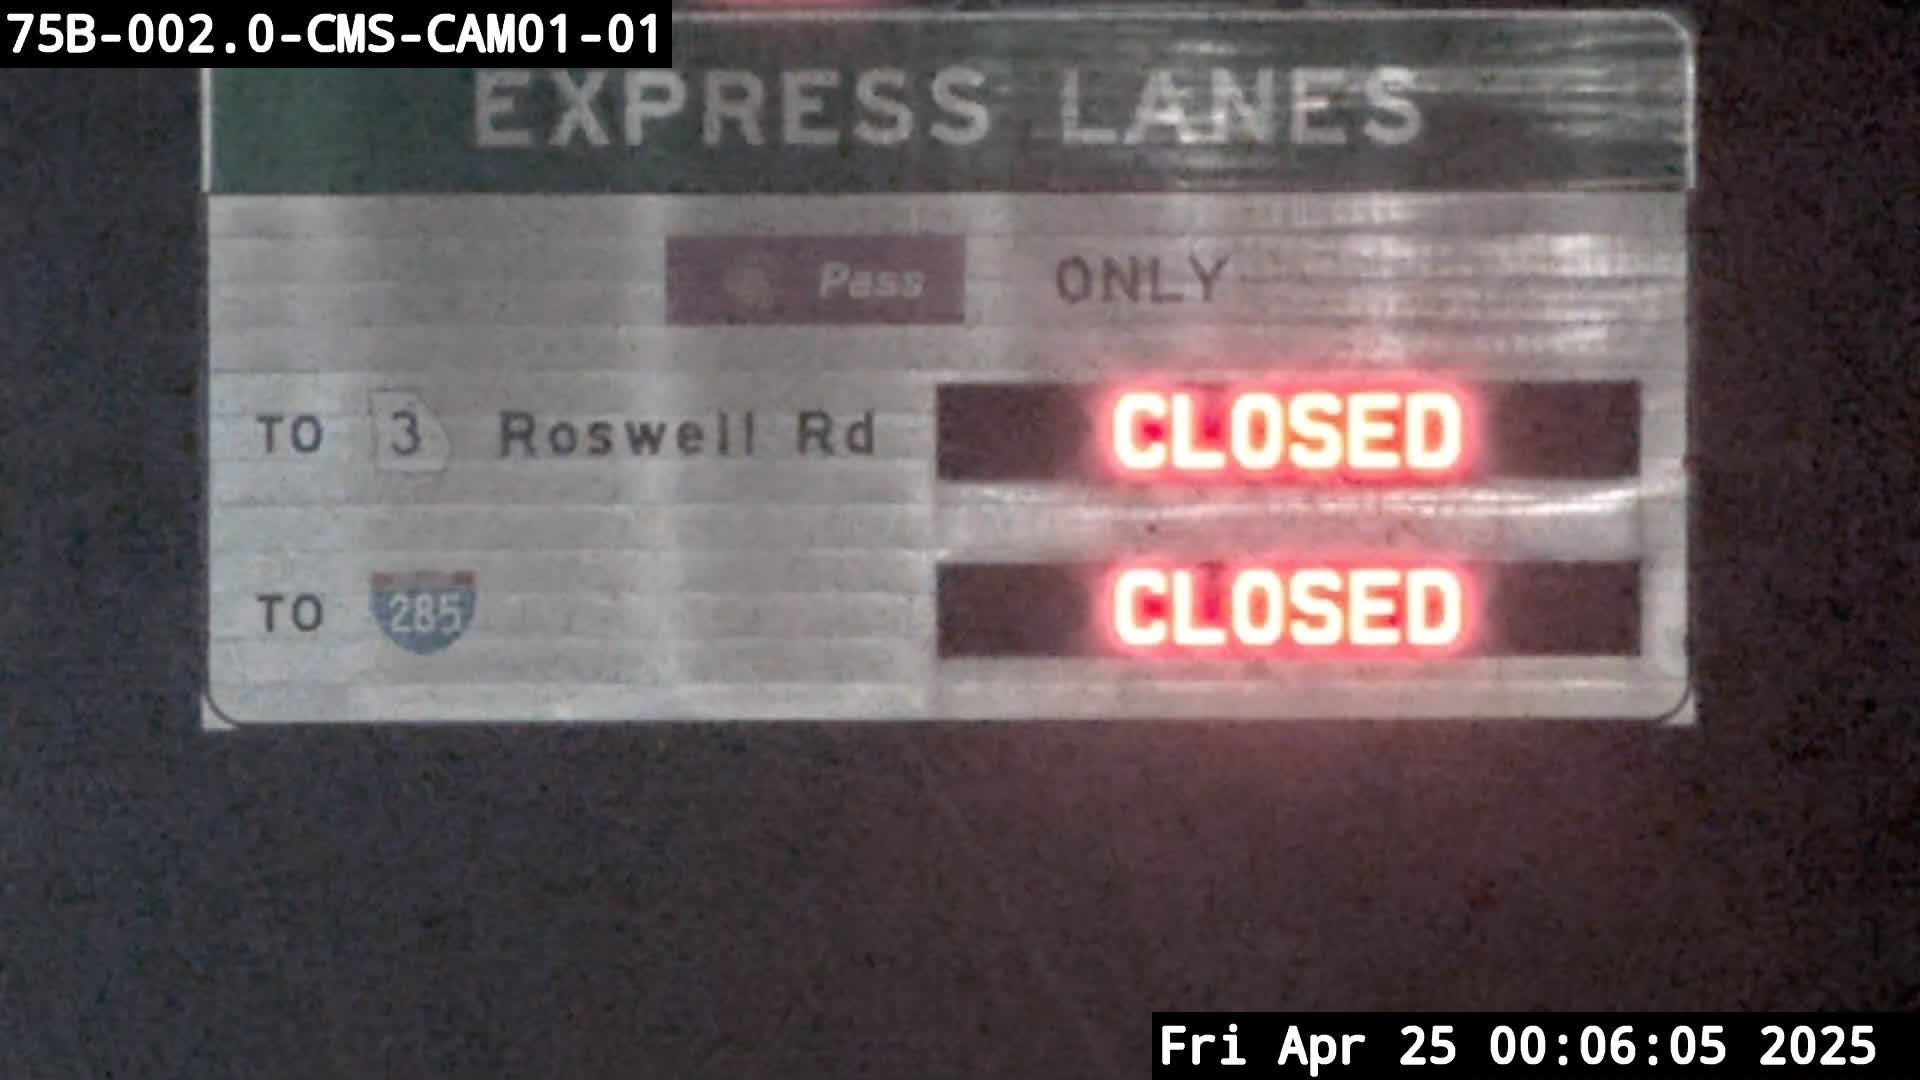 75B-002.0-CMS-CAM01-01
EXPRESS LANES
Pass ONLY
TO 3 Roswell Rd CLOSED
TO 285 CLOSED
Fri Apr 25 00:06:05 2025